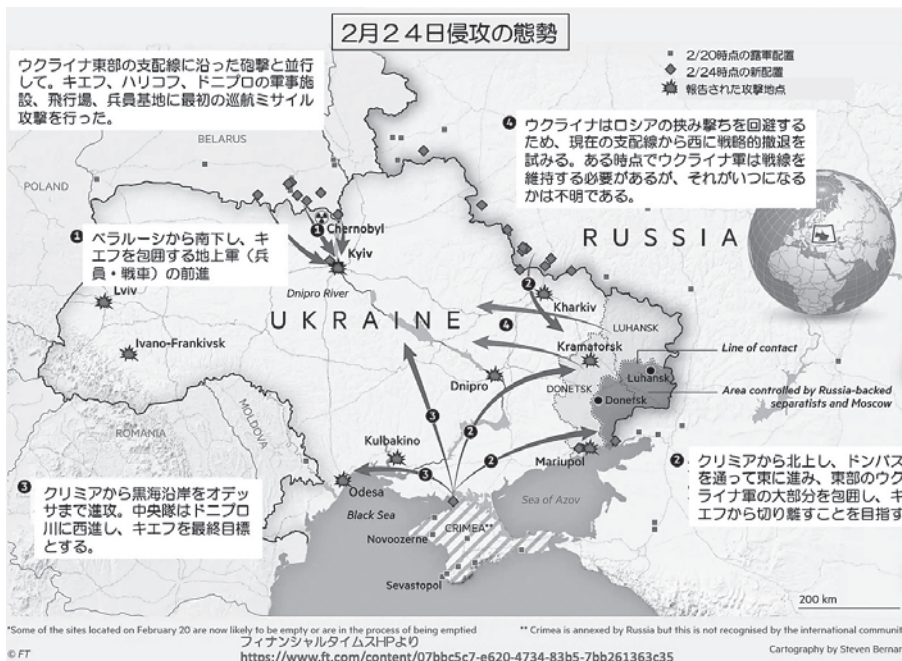 2月24日侵攻の態勢
ウクライナ東部の支配線に沿った砲撃と並行
して。キエフ、ハリコフ、ドニプロの軍事施
設、飛行場、兵員基地に最初の巡航ミサイル
攻撃を行った。
2/20時点の露軍配置
2/24時点の新配置
報告された攻撃地点
BELARUS
POLAND
4 ウクライナはロシアの挟み撃ちを回避する
ため、現在の支配線から西に戦略的撤退を
試みる。ある時点でウクライナ軍は戦線を
維持する必要があるが、それがいつになる
かは不明である。
1 ベラルーシから南下し、キ
エフを包囲する地上軍(兵
員・戦車)の前進
1
Chernobyl
Kyiv
Dnipro River
RUSSIA
Lviv
UKRAINE
2
Kharkiv
LUHANSK
4
Ivano-Frankivsk
Kramatorsk
Line of contact
Dnipro
DONETSK
Luhansk
Donetsk
Area controlled by Russia-backed
separatists and Moscow
MOLDOVA
ROMANIA
3
2
Kulbakino
2
Mariupol
3
Odesa
Black Sea
Sea of Azov
3 クリミアから黒海沿岸をオデッ
サまで進攻。中央隊はドニプロ
川に西進し、キエフを最終目標
とする。
2 クリミアから北上し、ドンバス
を通って東に進み、東部のウク
ライナ軍の大部分を包囲し、キ
エフから切り離すことを目指す
CRIMEA**
Novoozerne
Sevastopol
200 km
*Some of the sites located on February 20 are now likely to be empty or are in the process of being emptied
** Crimea is annexed by Russia but this is not recognised by the international communit
フィナンシャルタイムスHPより
© FT
https://www.ft.com/content/07bbc5c7-e620-4734-83b5-7bb261363c35
Cartography by Steven Bernar